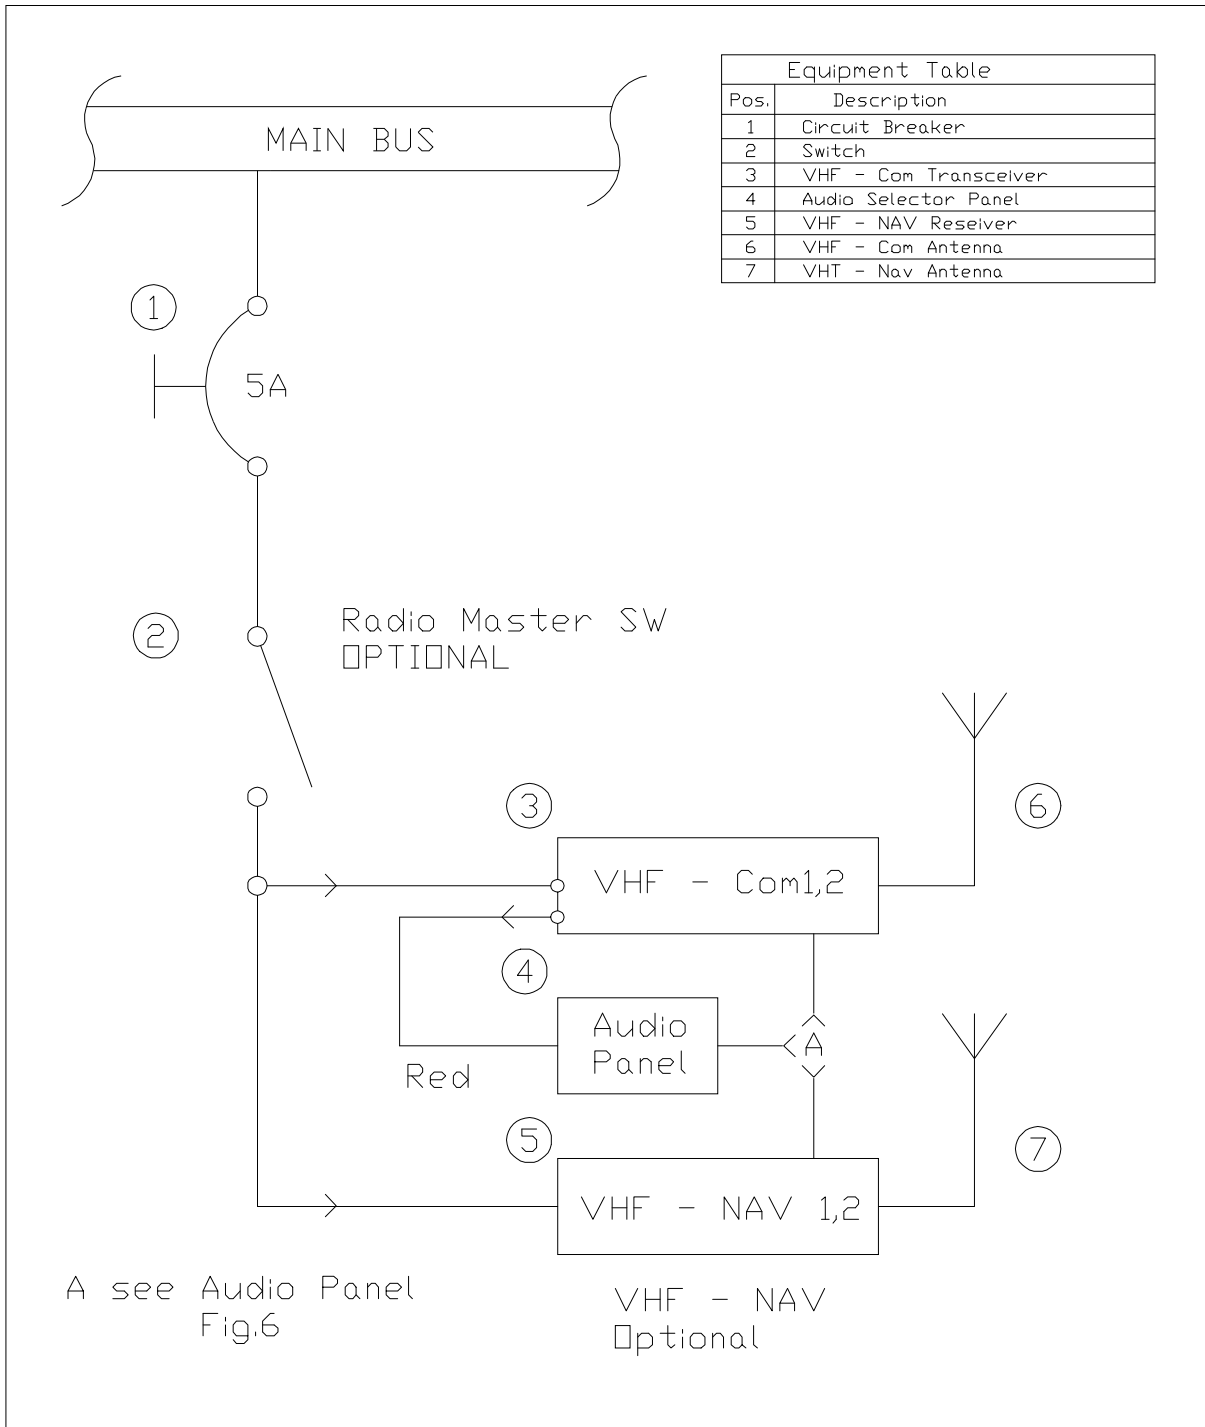 MAIN BUS
Equipment Table
Pos. Description
1 Circuit Breaker
2 Switch
3 VHF - Com Transceiver
4 Audio Selector Panel
5 VHF - NAV Reseiver
6 VHF - Com Antenna
7 VHT - Nav Antenna
1
5A
2
Radio Master SW
OPTIONAL
3
6
VHF - Com1,2
4
Audio
Panel
A
Red
5
7
VHF - NAV 1,2
A see Audio Panel
Fig.6
VHF - NAV
Optional